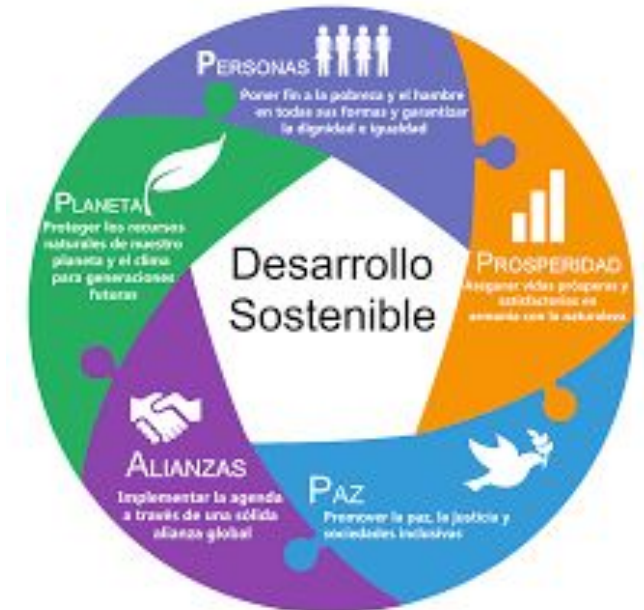 PERSONAS
Poner fin a la pobreza y el hambre
en todas sus formas y garantizar
la dignidad e igualdad
PROSPERIDAD
Asegurar vidas prósperas y
satisfactorias en
armonía con la naturaleza
PAZ
Promover la paz, la justicia y
sociedades inclusivas
ALIANZAS
Implementar la agenda
a través de una sólida
alianza global
PLANETA
Proteger los recursos
naturales de nuestro
planeta y el clima
para generaciones
futuras
Desarrollo
Sostenible